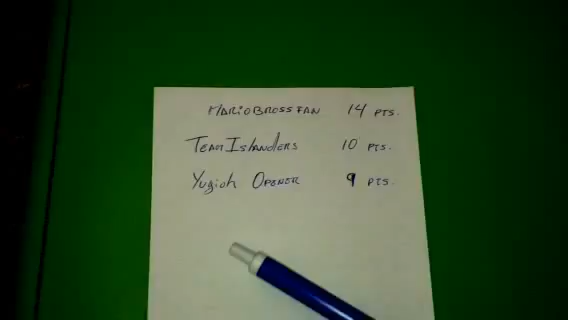 MarioBrossFan 14 PTS.
TeamIslanders 10 PTS.
Yugioh Opener 9 PTS.